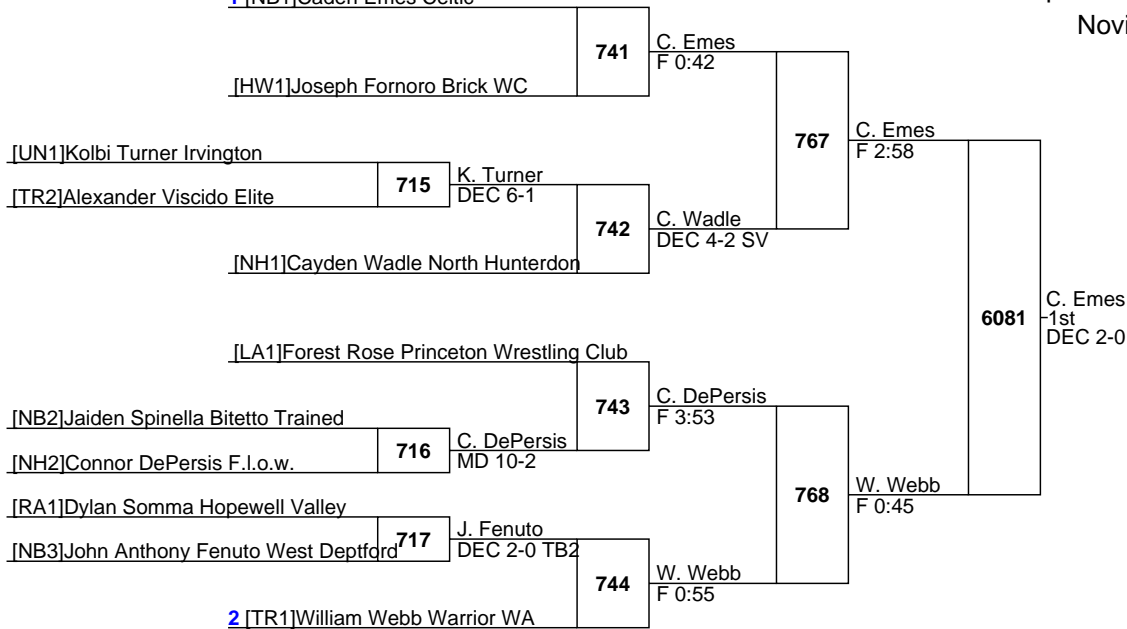 Novi
741
C. Emes
F 0:42
[HW1]Joseph Fornoro Brick WC
767
C. Emes
F 2:58
[UN1]Kolbi Turner Irvington
[TR2]Alexander Viscido Elite
715
K. Turner
DEC 6-1
742
C. Wadle
DEC 4-2 SV
[NH1]Cayden Wadle North Hunterdon
6081
C. Emes
1st
DEC 2-0
[LA1]Forest Rose Princeton Wrestling Club
743
C. DePersis
F 3:53
[NB2]Jaiden Spinella Bitetto Trained
[NH2]Connor DePersis F.l.o.w.
716
C. DePersis
MD 10-2
768
W. Webb
F 0:45
[RA1]Dylan Somma Hopewell Valley
[NB3]John Anthony Fenuto West Deptford
717
J. Fenuto
DEC 2-0 TB2
744
W. Webb
F 0:55
2 [TR1]William Webb Warrior WA